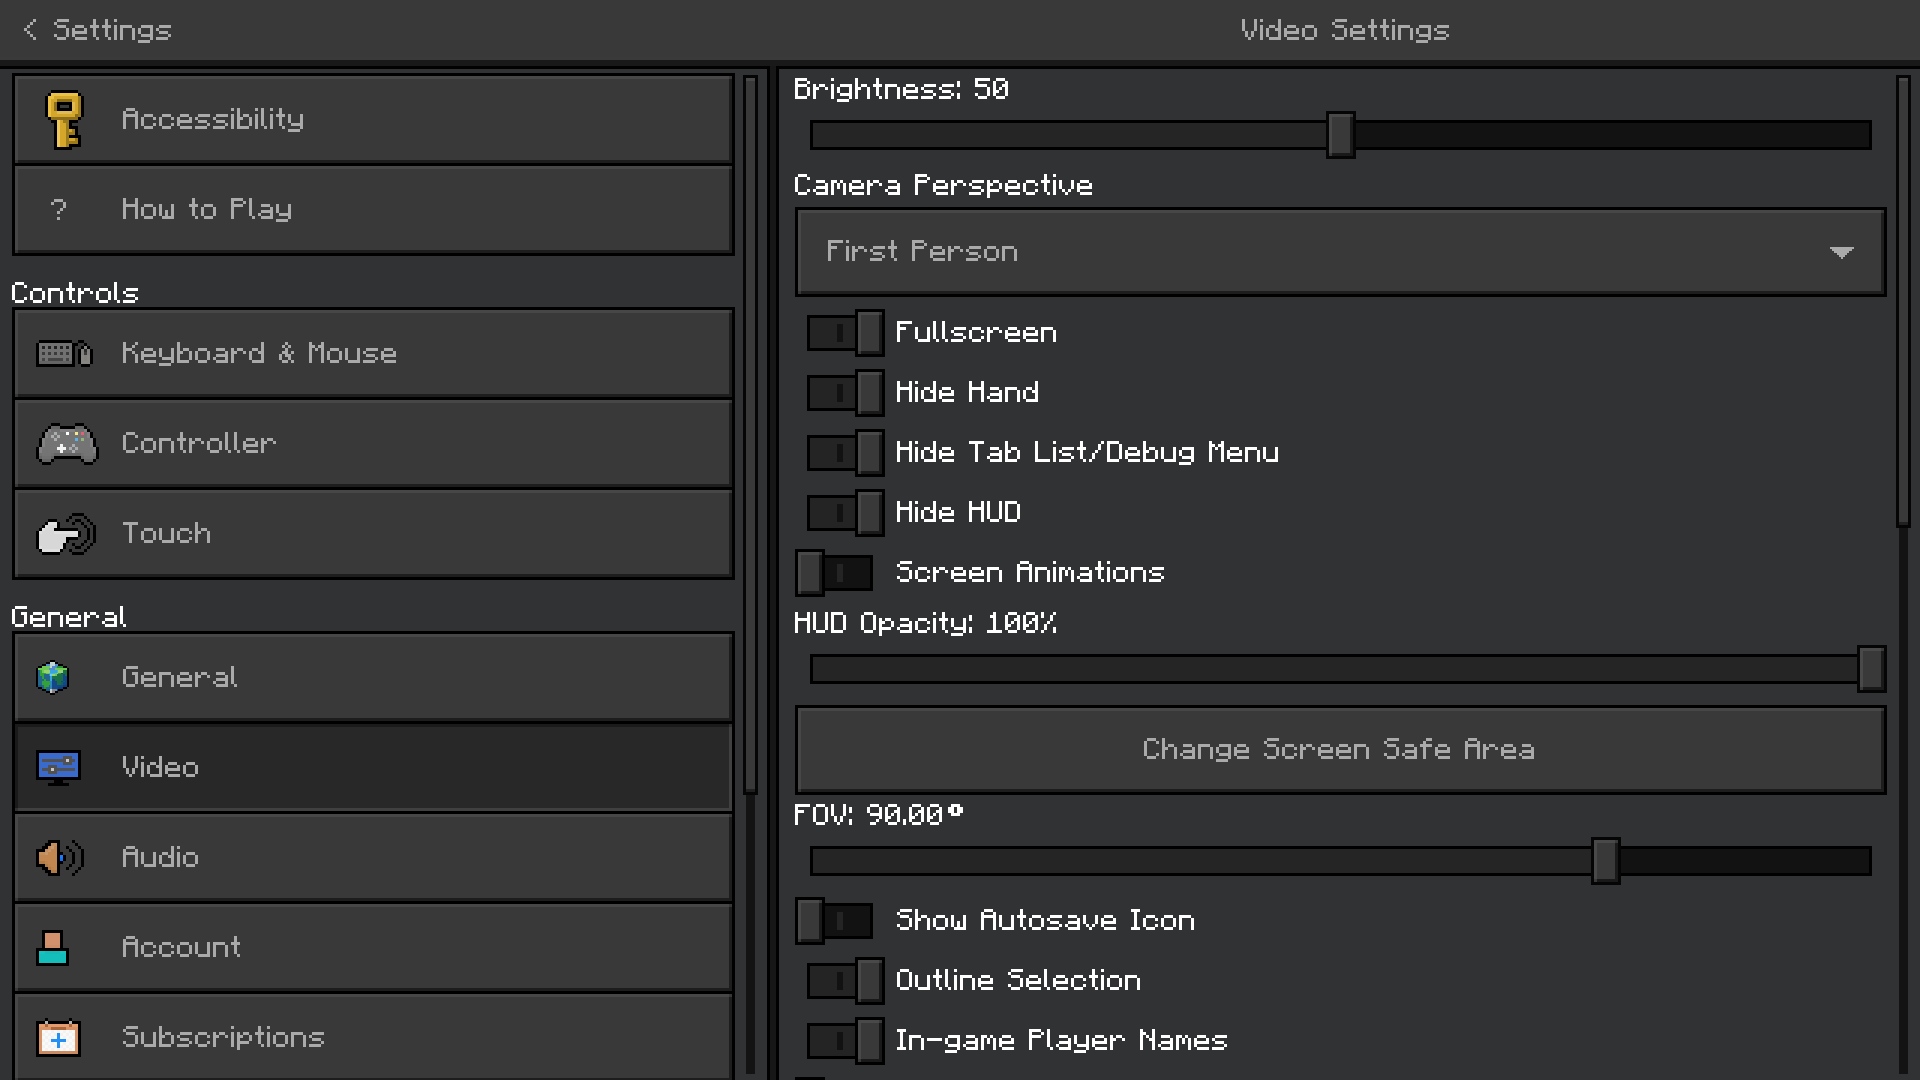 < Settings
Video Settings
Accessibility
? How to Play
Controls
Keyboard & Mouse
Controller
Touch
General
General
Video
Audio
Account
Subscriptions
Brightness: 50
Camera Perspective
First Person
Fullscreen
Hide Hand
Hide Tab List/Debug Menu
Hide HUD
Screen Animations
HUD Opacity: 100%
Change Screen Safe Area
FOV: 90.00°
Show Autosave Icon
Outline Selection
In-game Player Names